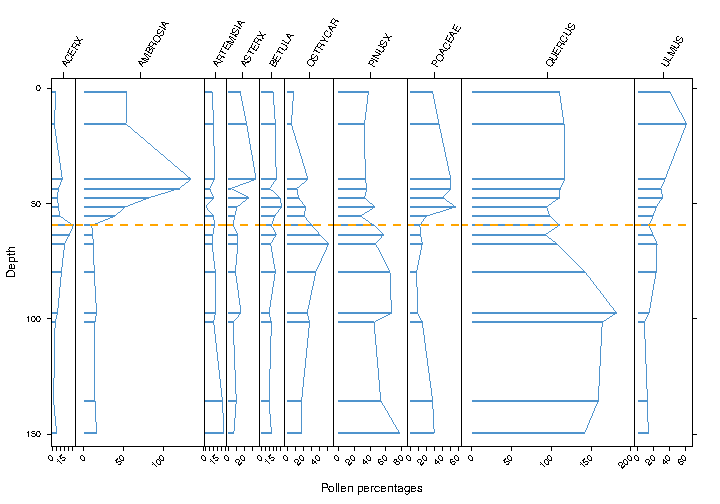 ACERX AMBROSIA ARTEMISIA ASTERX BETULA OSTRYCAR PINUSX POACEAE QUERCUS ULMUS
0
50
100
150
Depth
0 15 0 50 100 0 15 0 20 0 15 0 20 40 0 20 40 60 80 0 20 40 60 0 50 100 150 200 0 20 40 60
Pollen percentages